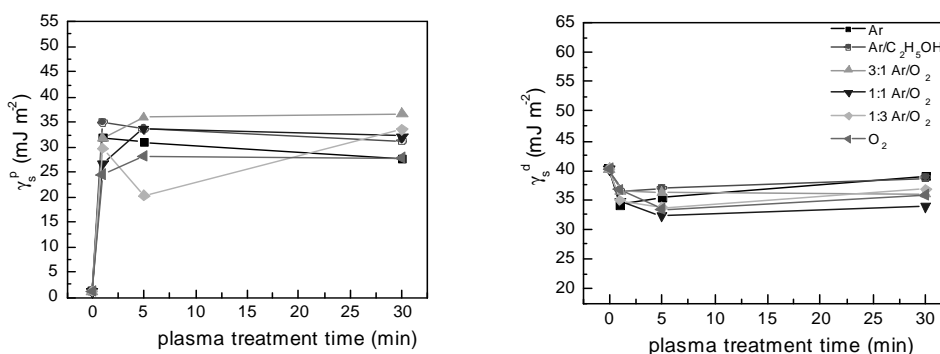 55
50
45
40
35
30
25
20
15
10
5
0
γsp (mJ m-2)
0 5 10 15 20 25 30
plasma treatment time (min)
65
60
55
50
45
40
35
30
25
20
γsd (mJ m-2)
0 5 10 15 20 25 30
plasma treatment time (min)
Ar
Ar/C2H5OH
3:1 Ar/O2
1:1 Ar/O2
1:3 Ar/O2
O2